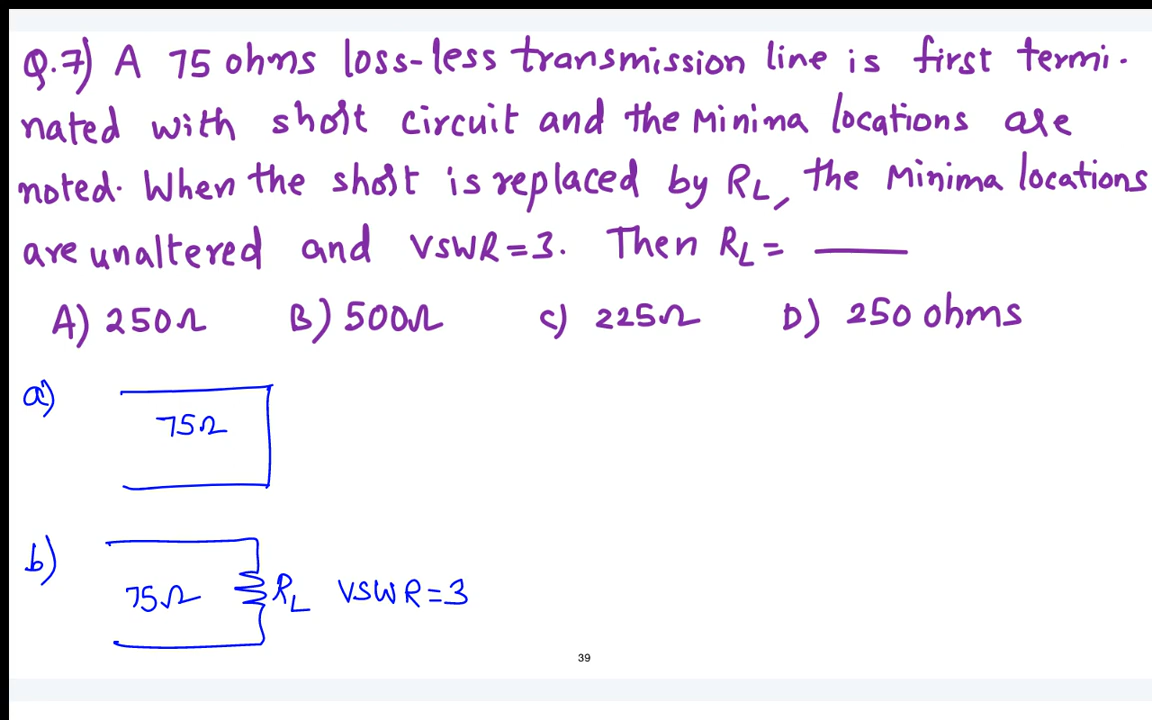 Q.7) A 75 ohms loss-less transmission line is first termi-
nated with short circuit and the Minima locations are
noted. When the short is replaced by RL, the Minima locations
are unaltered and VSWR=3. Then RL = ____
A) 250Ω B) 500Ω C) 225Ω D) 250 ohms
a)
75Ω
b)
75Ω RL VSWR=3
39